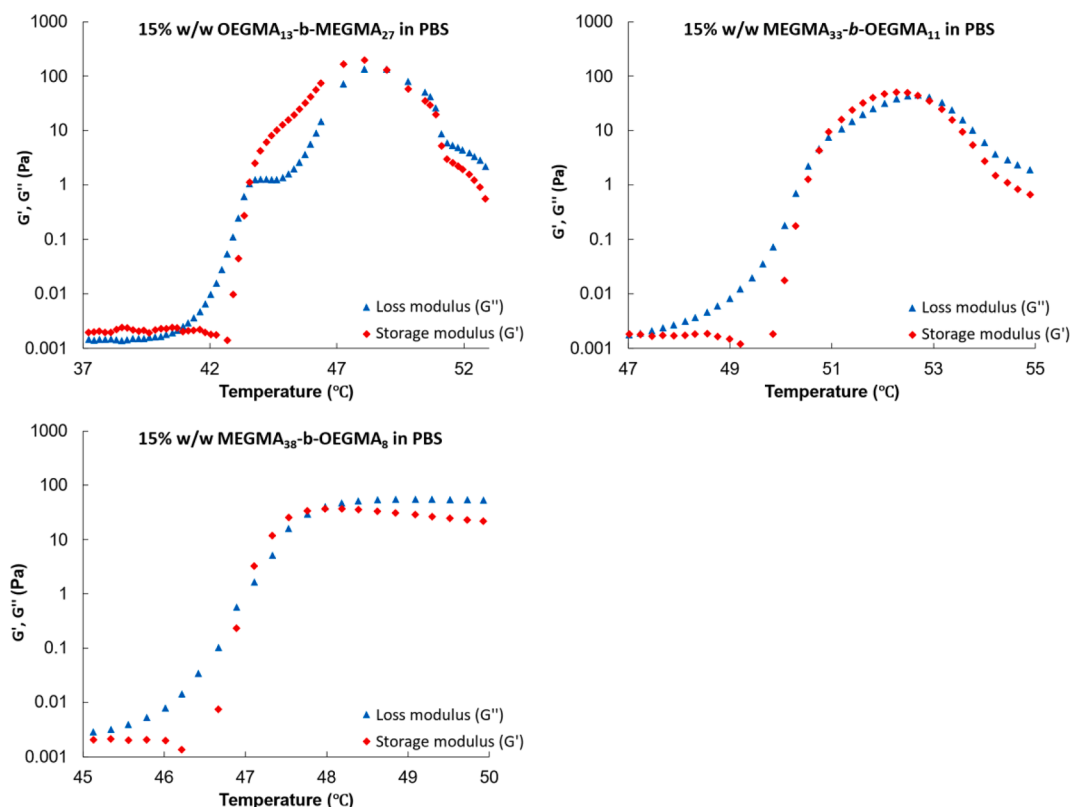 15% w/w OEGMA₁₃-b-MEGMA₂₇ in PBS
G', G'' (Pa)
1000
100
10
1
0.1
0.01
0.001
Loss modulus (G'')
Storage modulus (G')
37
42
47
52
Temperature (°C)
15% w/w MEGMA₃₃-b-OEGMA₁₁ in PBS
G', G'' (Pa)
1000
100
10
1
0.1
0.01
0.001
Loss modulus (G'')
Storage modulus (G')
47
49
51
53
55
Temperature (°C)
15% w/w MEGMA₃₈-b-OEGMA₈ in PBS
G', G'' (Pa)
1000
100
10
1
0.1
0.01
0.001
Loss modulus (G'')
Storage modulus (G')
45
46
47
48
49
50
Temperature (°C)